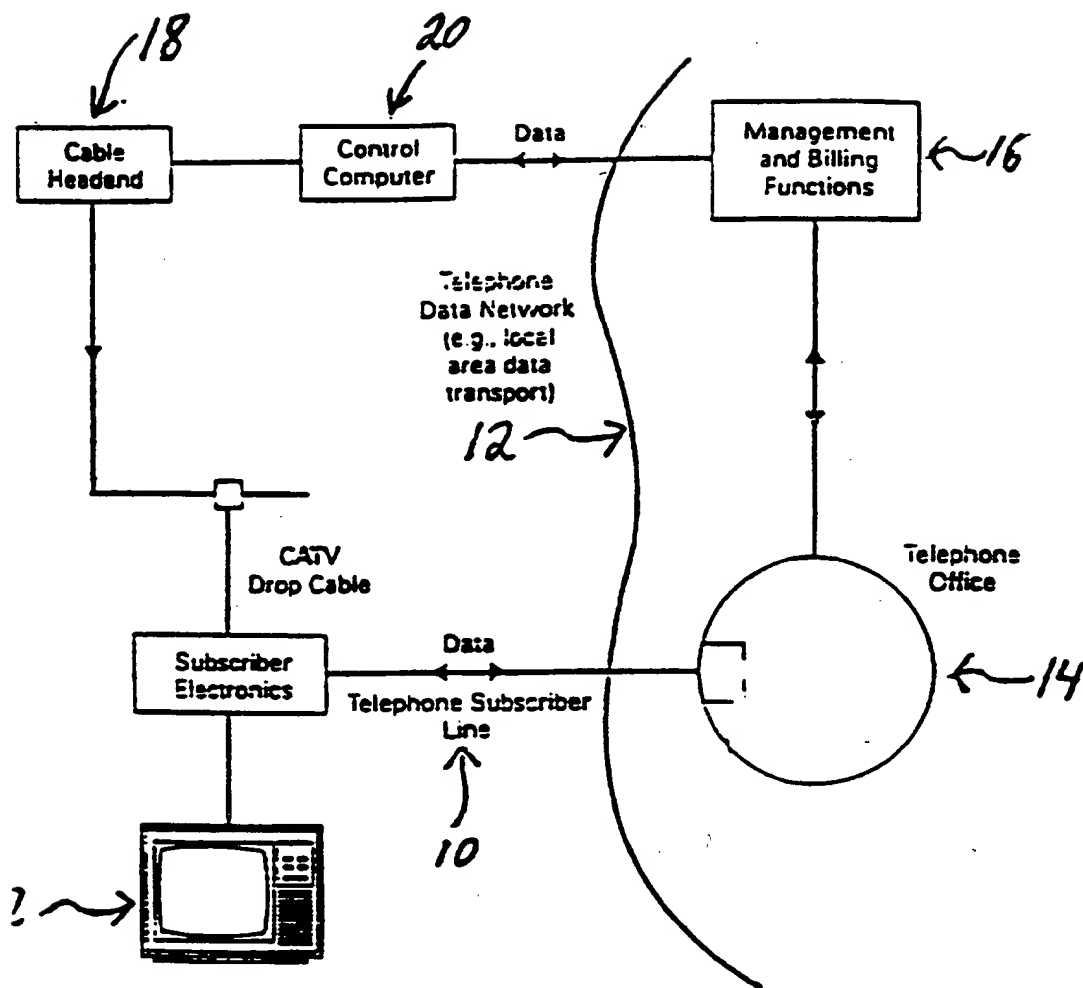 18
20
Cable
Headend
Control
Computer
Data
Management
and Billing
Functions
16
Telephone
Data Network
(e.g., local
area data
transport)
12
CATV
Drop Cable
Telephone
Office
Subscriber
Electronics
Data
Telephone Subscriber
Line
14
10